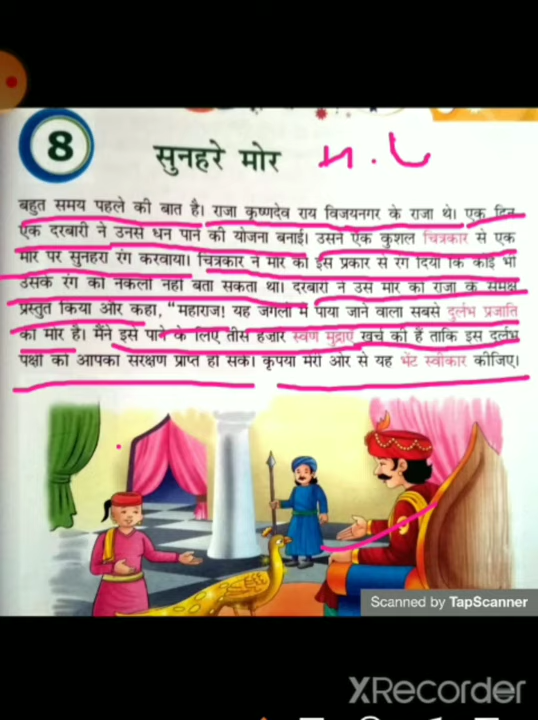 8
सुनहरे मोर
बहुत समय पहले की बात है। राजा कृष्णदेव राय विजयनगर के राजा थे। एक दिन
एक दरबारी ने उनसे धन पाने की योजना बनाई। उसने एक कुशल चित्रकार से एक
मोर पर सुनहरा रंग करवाया। चित्रकार ने मोर को इस प्रकार से रंग दिया कि कोई भी
उसके रंग को नकली नहीं बता सकता था। दरबारी ने उस मोर को राजा के समक्ष
प्रस्तुत किया और कहा, "महाराज! यह जंगलों में पाया जाने वाला सबसे दुर्लभ प्रजाति
का मोर है। मैंने इसे पाने के लिए तीस हजार स्वर्ण मुद्राएँ खर्च की हैं ताकि इस दुर्लभ
पक्षी को आपका संरक्षण प्राप्त हो सके। कृपया मेरी ओर से यह भेंट स्वीकार कीजिए।
Scanned by TapScanner
XRecorder